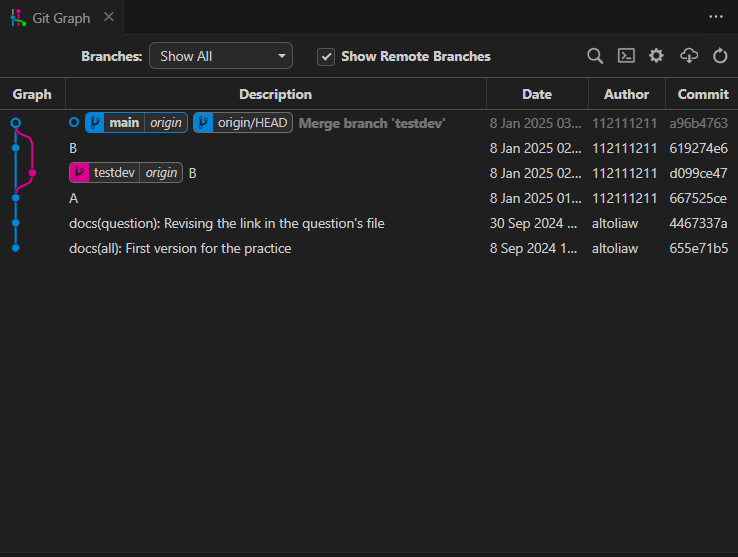 Git Graph
Branches: Show All Show Remote Branches
Graph Description Date Author Commit
main origin origin/HEAD Merge branch 'testdev' 8 Jan 2025 03... 112111211 a96b4763
B 8 Jan 2025 02... 112111211 619274e6
testdev origin B 8 Jan 2025 02... 112111211 d099ce47
A 8 Jan 2025 01... 112111211 667525ce
docs(question): Revising the link in the question's file 30 Sep 2024 ... altoliaw 4467337a
docs(all): First version for the practice 8 Sep 2024 1... altoliaw 655e71b5